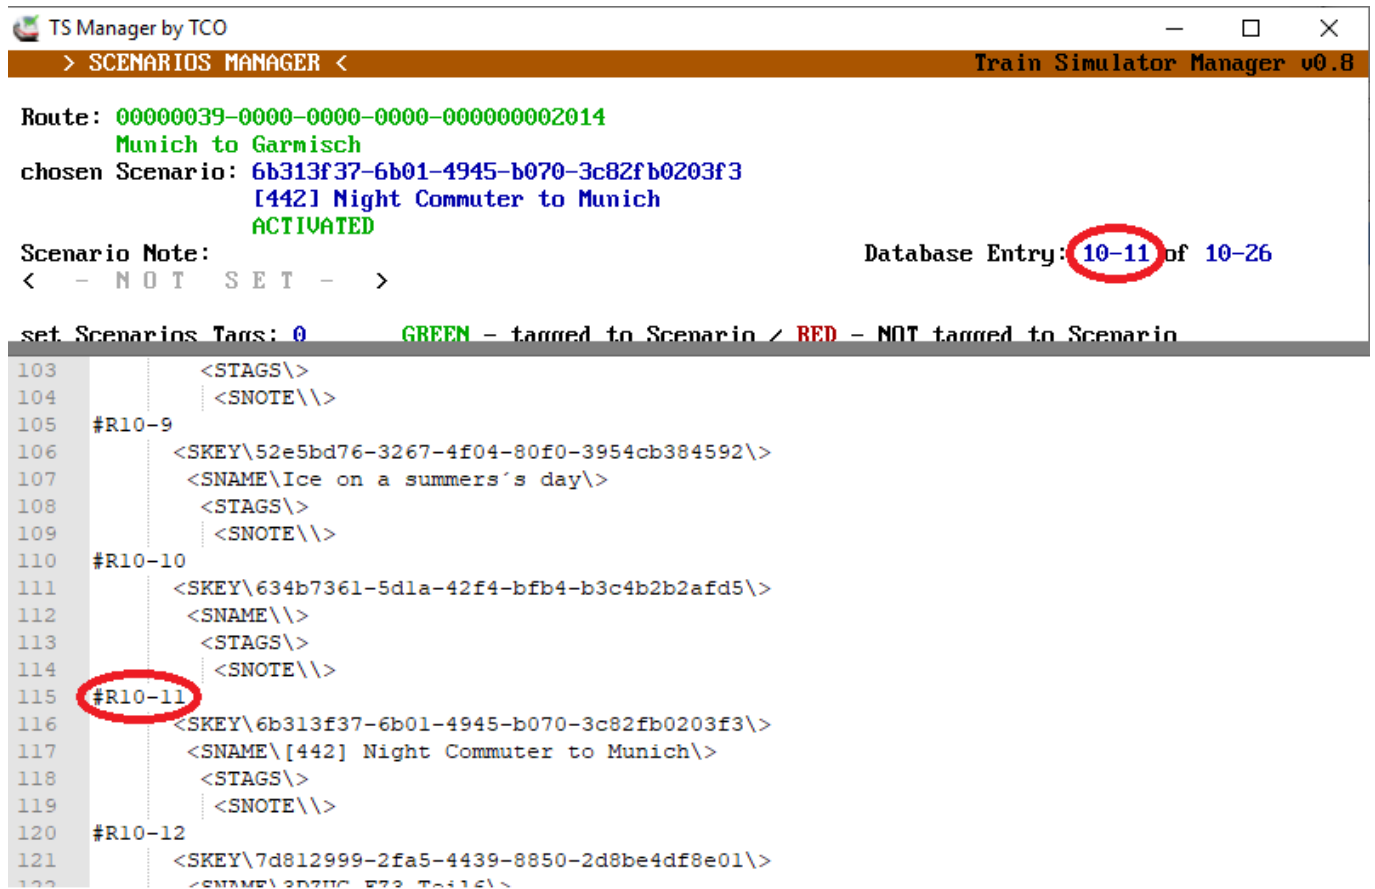 TS Manager by TCO
> SCENARIOS MANAGER < Train Simulator Manager v0.8
Route: 00000039-0000-0000-0000-000000002014
Munich to Garmisch
chosen Scenario: 6b313f37-6b01-4945-b070-3c82fb0203f3
[442] Night Commuter to Munich
ACTIVATED
Scenario Note: Database Entry: 10-11 of 10-26
< - N O T S E T - >
set Scenarios Tags: 0 GREEN - tagged to Scenario / RED - NOT tagged to Scenario
103 <STAGS\>
104 <SNOTE\\>
105 #R10-9
106 <SKEY\52e5bd76-3267-4f04-80f0-3954cb384592\>
107 <SNAME\Ice on a summers´s day\>
108 <STAGS\>
109 <SNOTE\\>
110 #R10-10
111 <SKEY\634b7361-5d1a-42f4-bfb4-b3c4b2b2afd5\>
112 <SNAME\\>
113 <STAGS\>
114 <SNOTE\\>
115 #R10-11
116 <SKEY\6b313f37-6b01-4945-b070-3c82fb0203f3\>
117 <SNAME\[442] Night Commuter to Munich\>
118 <STAGS\>
119 <SNOTE\\>
120 #R10-12
121 <SKEY\7d812999-2fa5-4439-8850-2d8be4df8e01\>
122